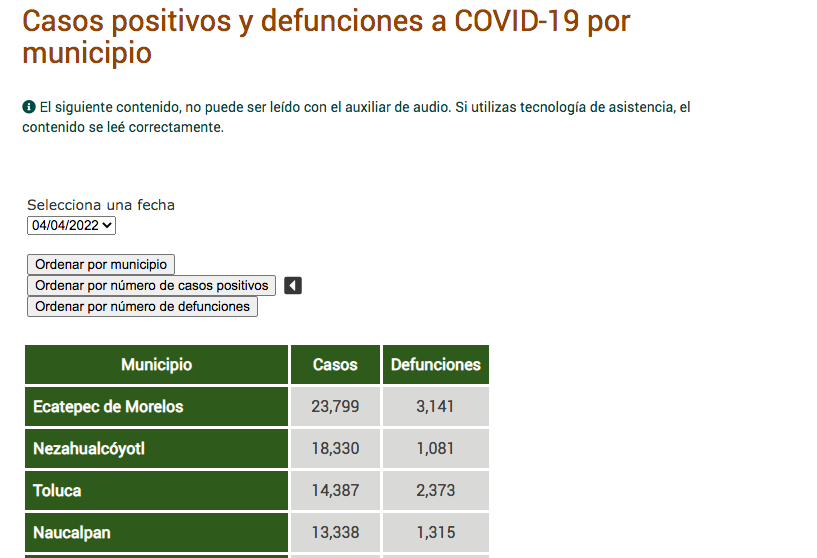 Casos positivos y defunciones a COVID-19 por
municipio
El siguiente contenido, no puede ser leído con el auxiliar de audio. Si utilizas tecnología de asistencia, el
contenido se leé correctamente.
Selecciona una fecha
04/04/2022
Ordenar por municipio
Ordenar por número de casos positivos
Ordenar por número de defunciones
Municipio Casos Defunciones
Ecatepec de Morelos 23,799 3,141
Nezahualcóyotl 18,330 1,081
Toluca 14,387 2,373
Naucalpan 13,338 1,315